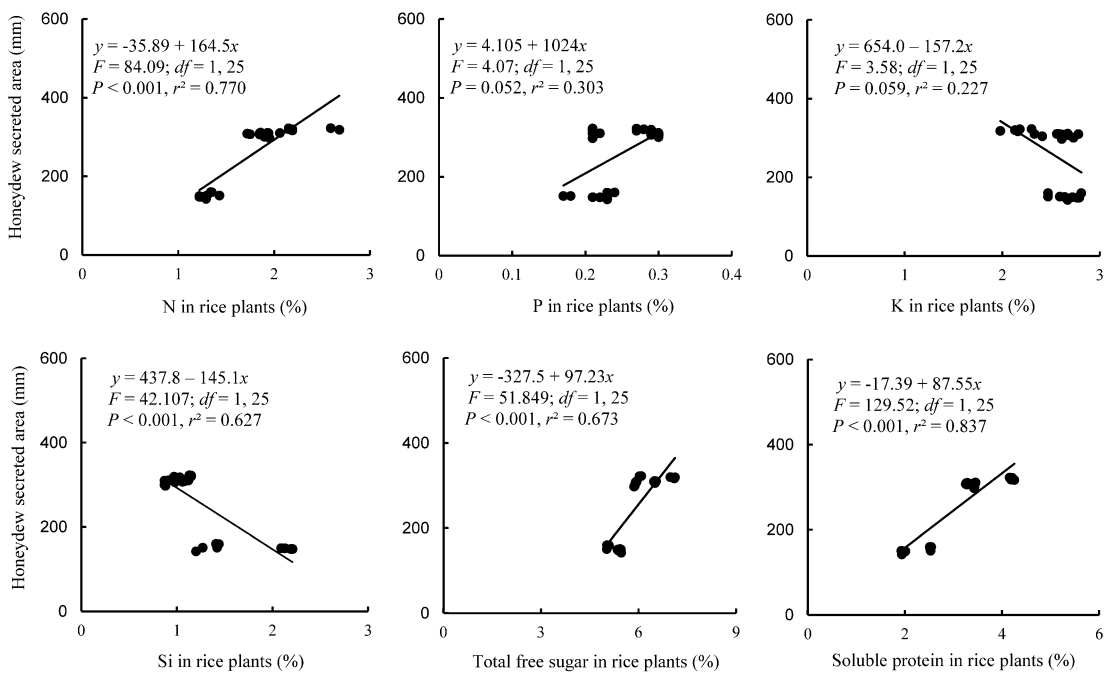 Honeydew secreted area (mm)
600
400
200
0
y = -35.89 + 164.5x
F = 84.09; df = 1, 25
P < 0.001, r² = 0.770
0 1 2 3
N in rice plants (%)
600
400
200
0
y = 4.105 + 1024x
F = 4.07; df = 1, 25
P = 0.052, r² = 0.303
0 0.1 0.2 0.3 0.4
P in rice plants (%)
600
400
200
0
y = 654.0 – 157.2x
F = 3.58; df = 1, 25
P = 0.059, r² = 0.227
0 1 2 3
K in rice plants (%)
Honeydew secreted area (mm)
600
400
200
0
y = 437.8 – 145.1x
F = 42.107; df = 1, 25
P < 0.001, r² = 0.627
0 1 2 3
Si in rice plants (%)
600
400
200
0
y = -327.5 + 97.23x
F = 51.849; df = 1, 25
P < 0.001, r² = 0.673
0 3 6 9
Total free sugar in rice plants (%)
600
400
200
0
y = -17.39 + 87.55x
F = 129.52; df = 1, 25
P < 0.001, r² = 0.837
0 2 4 6
Soluble protein in rice plants (%)